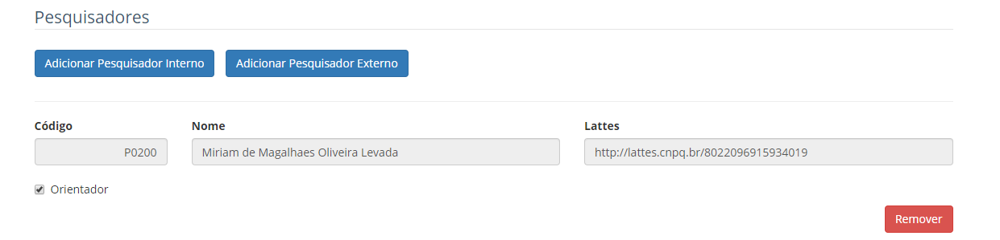 Pesquisadores
Adicionar Pesquisador Interno Adicionar Pesquisador Externo
Código Nome Lattes
P0200 Miriam de Magalhaes Oliveira Levada http://lattes.cnpq.br/8022096915934019
Orientador
Remover